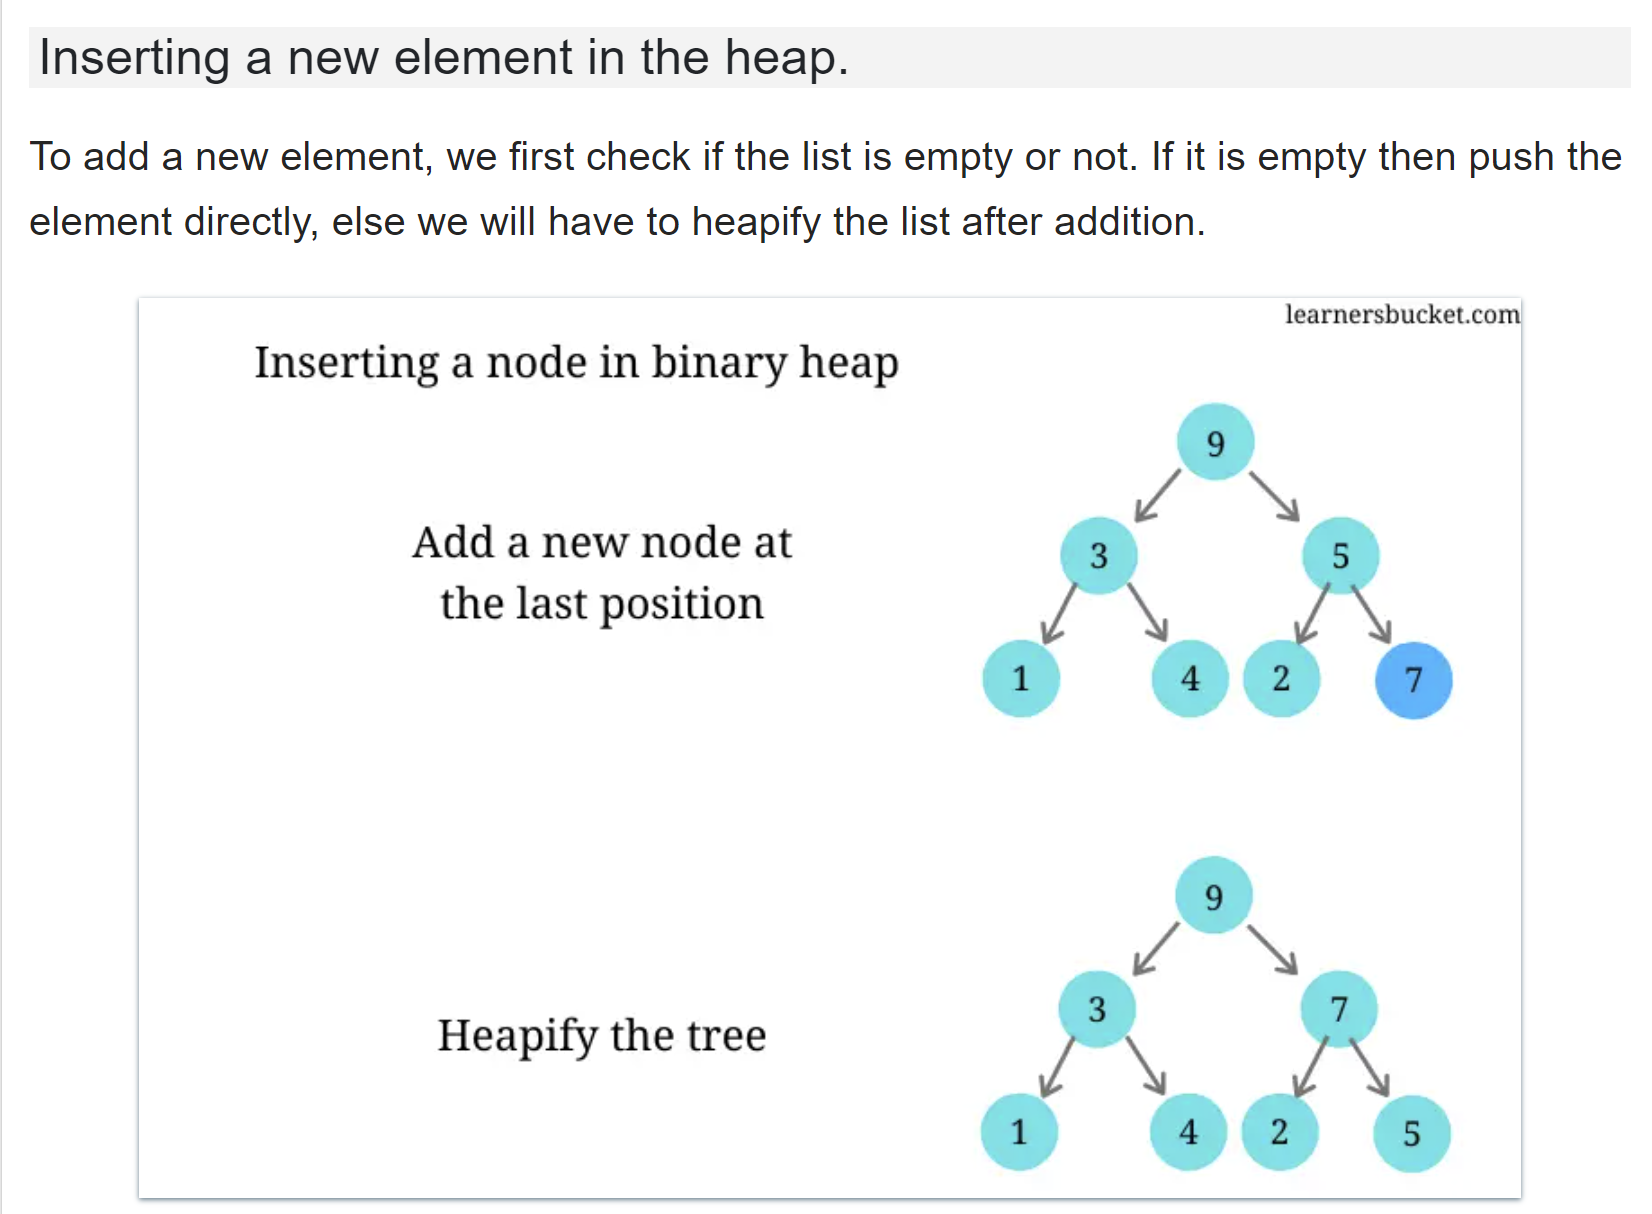 Inserting a new element in the heap.
To add a new element, we first check if the list is empty or not. If it is empty then push the
element directly, else we will have to heapify the list after addition.
learnersbucket.com
Inserting a node in binary heap
9
Add a new node at
the last position
3 5
1 4 2 7
9
Heapify the tree
3 7
1 4 2 5